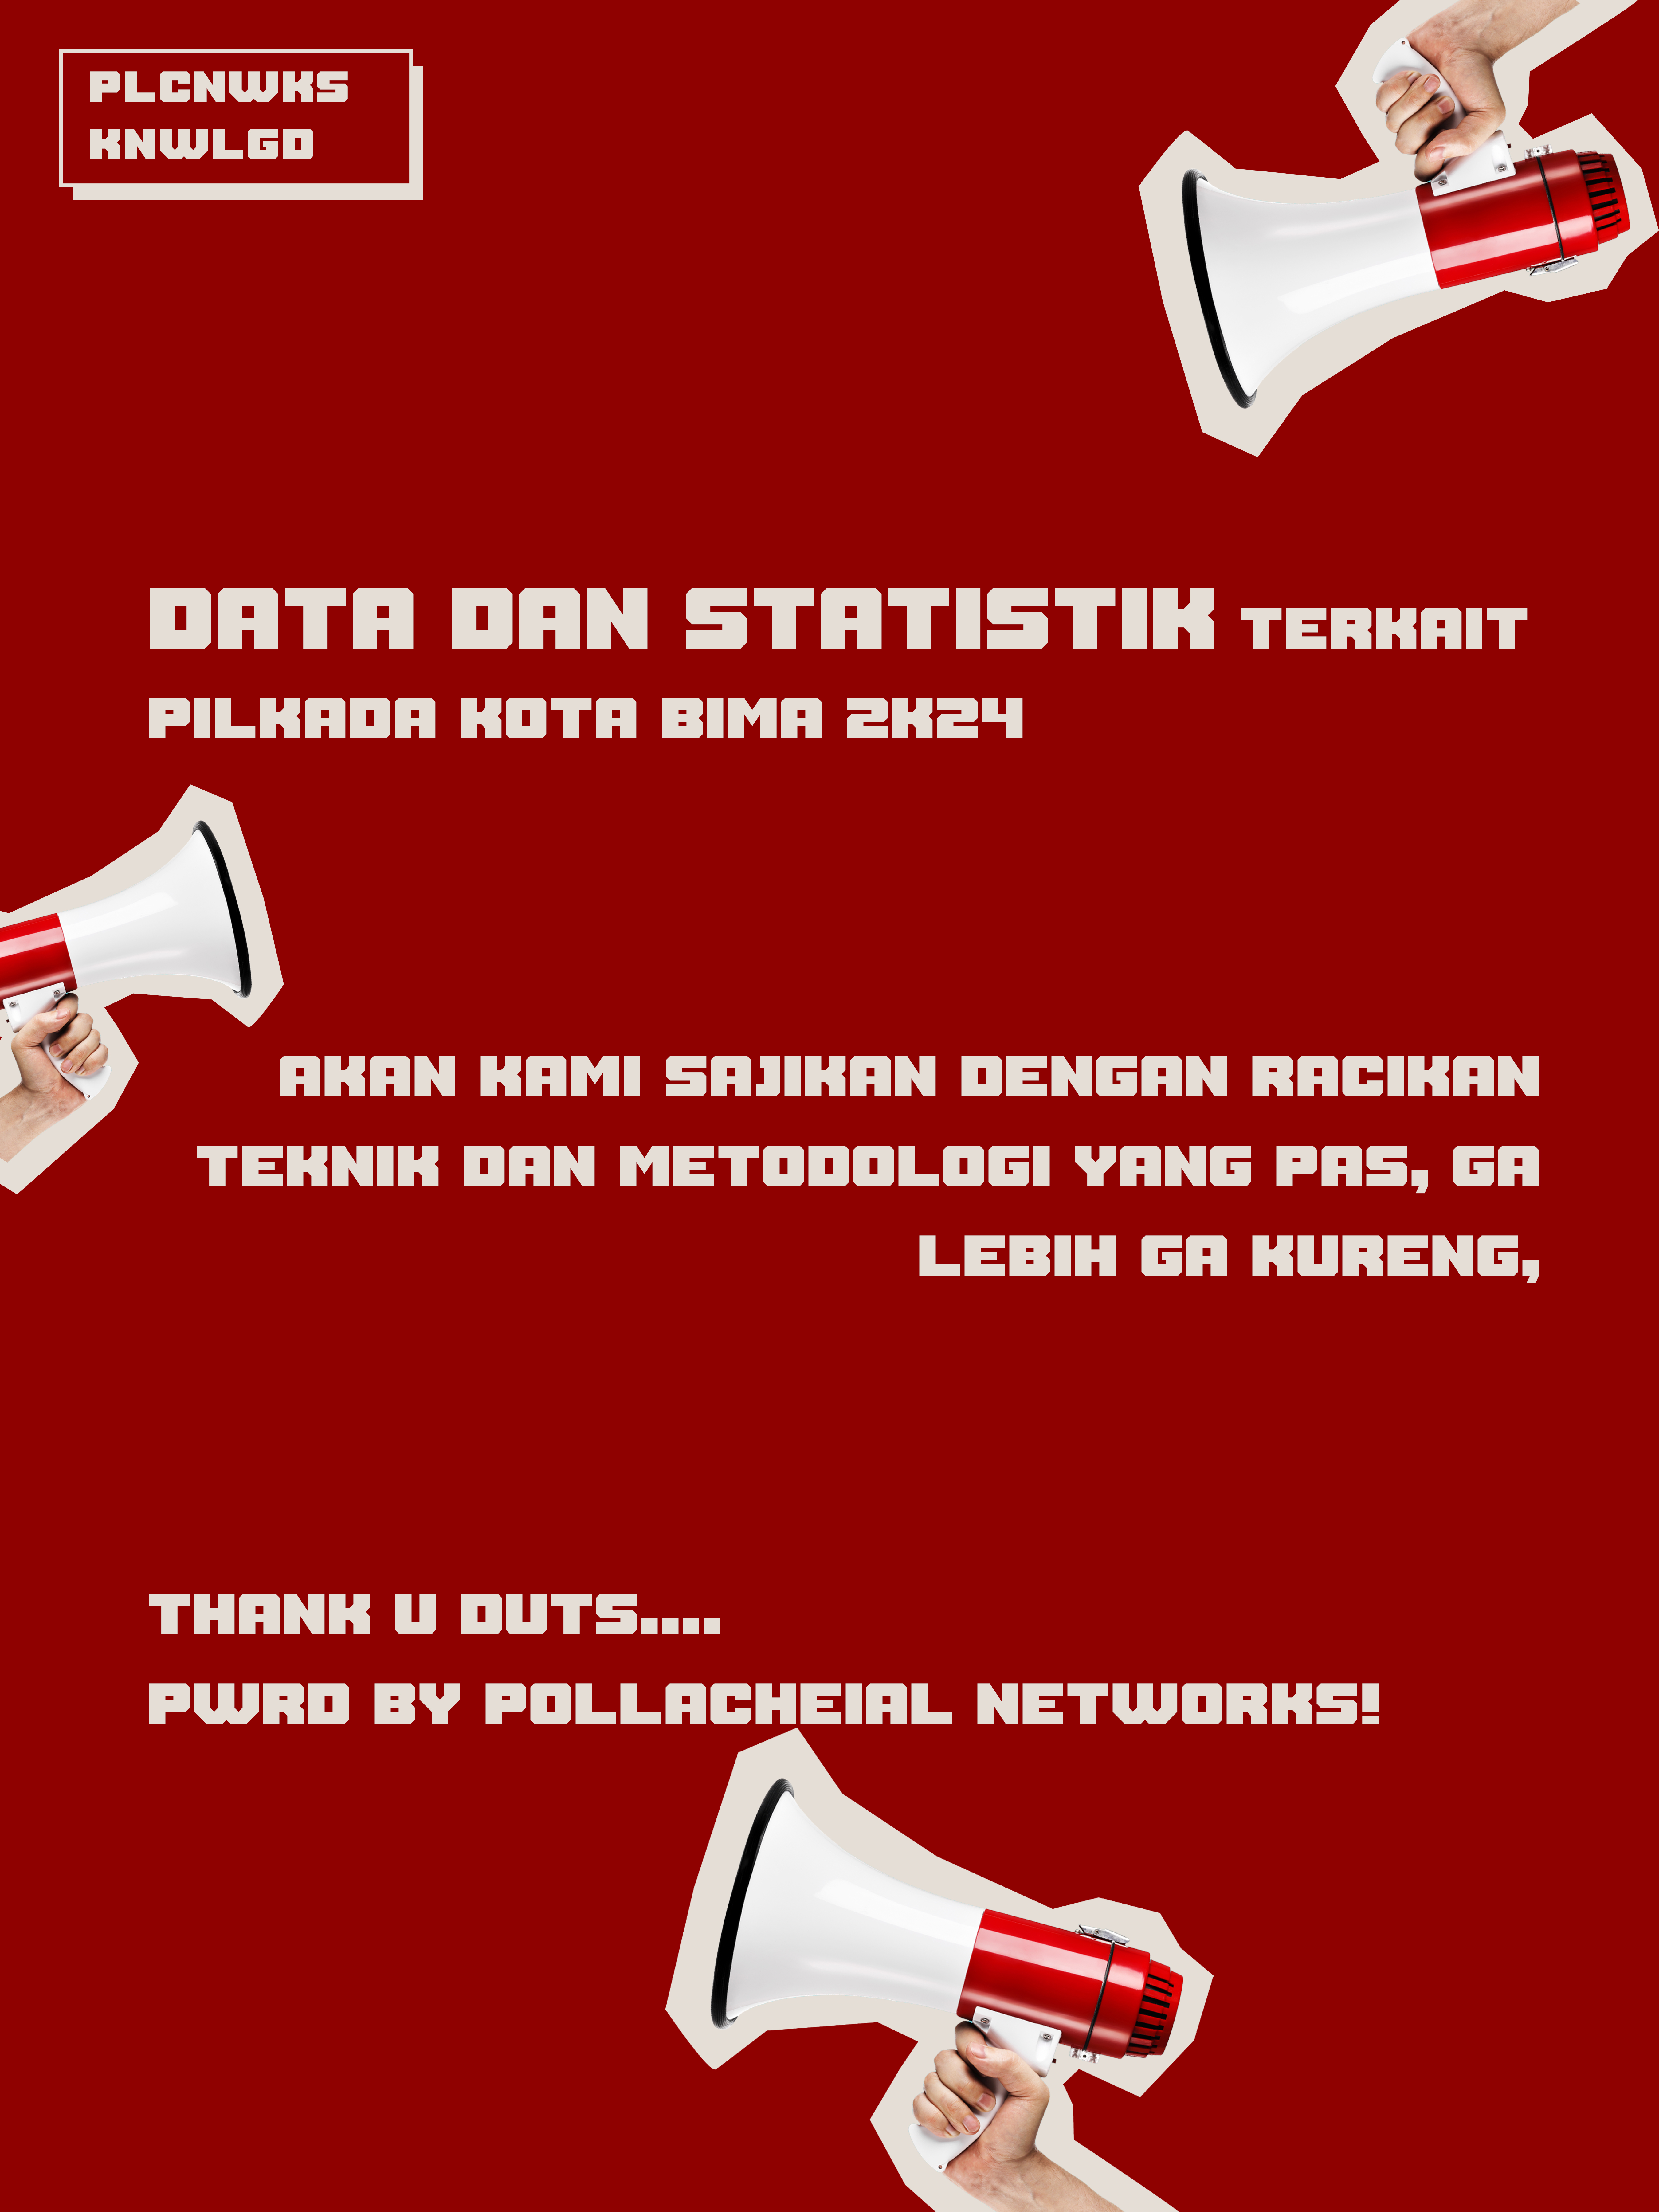 PLCNWKS
KNWLGD
DATA DAN STATISTIK TERKAIT
PILKADA KOTA BIMA 2K24
AKAN KAMI SAJIKAN DENGAN RACIKAN
TEKNIK DAN METODOLOGI YANG PAS, GA
LEBIH GA KURENG,
THANK U DUTS....
PWRD BY POLLACHEIAL NETWORKS!